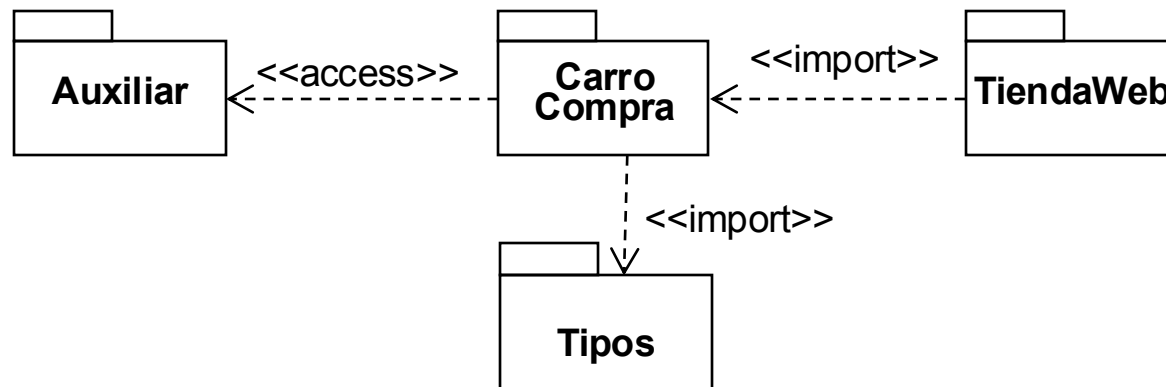 Auxiliar
<<access>>
Carro
Compra
<<import>>
TiendaWeb
<<import>>
Tipos